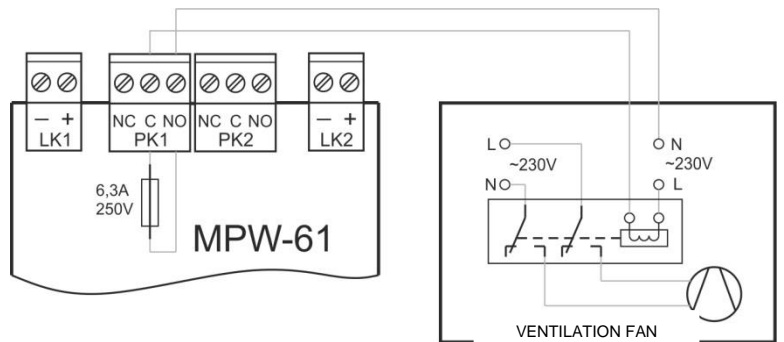 – +
LK1
NC C NO
PK1
NC C NO
PK2
– +
LK2
6,3A
250V
MPW-61
L
~230V
N
N
~230V
L
VENTILATION FAN